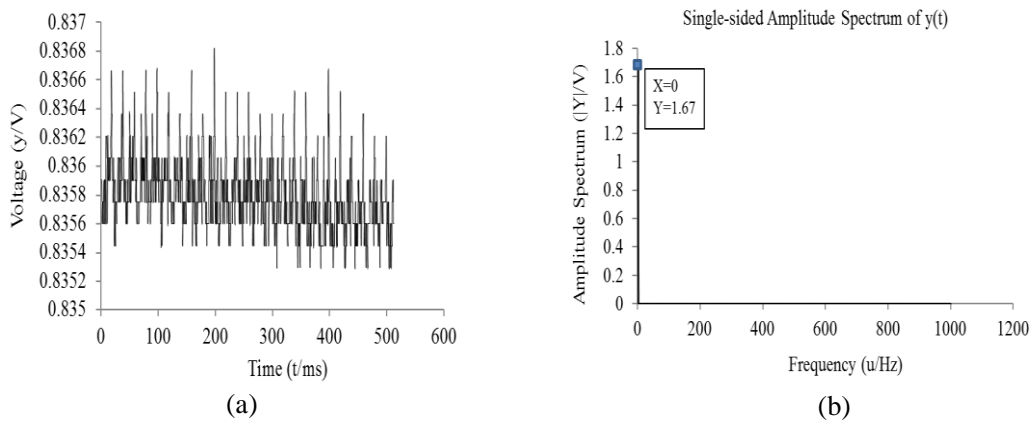 0.837
0.8368
0.8366
0.8364
0.8362
0.836
0.8358
0.8356
0.8354
0.8352
0.835
Voltage (y/V)
0 100 200 300 400 500 600
Time (t/ms)
(a)
Single-sided Amplitude Spectrum of y(t)
1.8
1.6
1.4
1.2
1
0.8
0.6
0.4
0.2
0
Amplitude Spectrum (|Y|/V)
X=0
Y=1.67
0 200 400 600 800 1000 1200
Frequency (u/Hz)
(b)